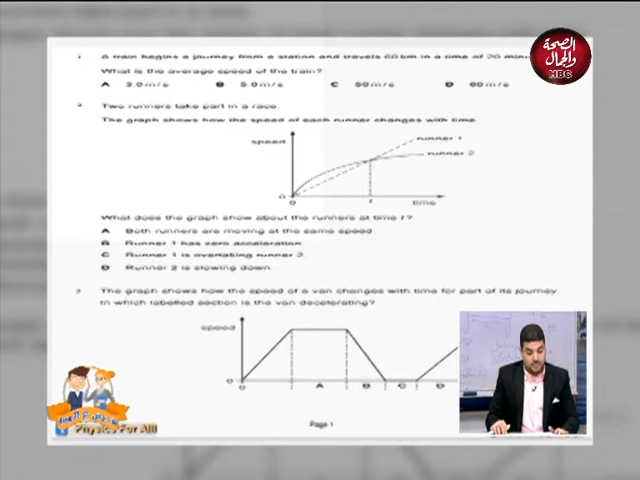 الصحة
والجمال
HBC
1 A train begins a journey from a station and travels 60 km in a time of 20
What is the average speed of the train?
A 3.0 m/s B 5.0 m/s C 50 m/s D 60 m/s
2 Two runners take part in a race.
The graph shows how the speed of each runner changes with time.
speed
runner 1
runner 2
0
0
t
time
What does the graph show about the runners at time t?
A Both runners are moving at the same speed.
B Runner 1 has zero acceleration.
C Runner 1 is overtaking runner 2.
D Runner 2 is slowing down.
3 The graph shows how the speed of a van changes with time for part of its journey
In which labelled section is the van decelerating?
speed
0
0
A B C D
Page 1
Physics For All